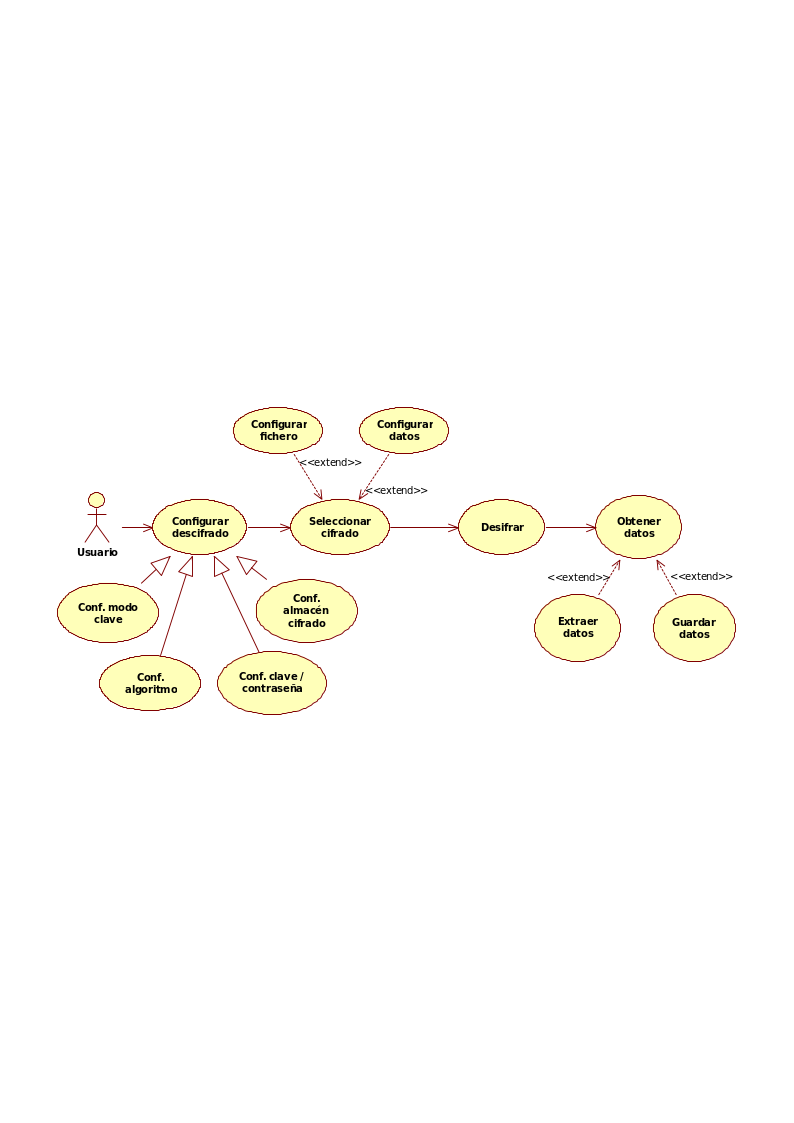 Configurar
fichero
Configurar
datos
<<extend>>
<<extend>>
Usuario
Configurar
descifrado
Seleccionar
cifrado
Desifrar
Obtener
datos
<<extend>>
<<extend>>
Conf. modo
clave
Conf.
almacén
cifrado
Extraer
datos
Guardar
datos
Conf.
algoritmo
Conf. clave /
contraseña